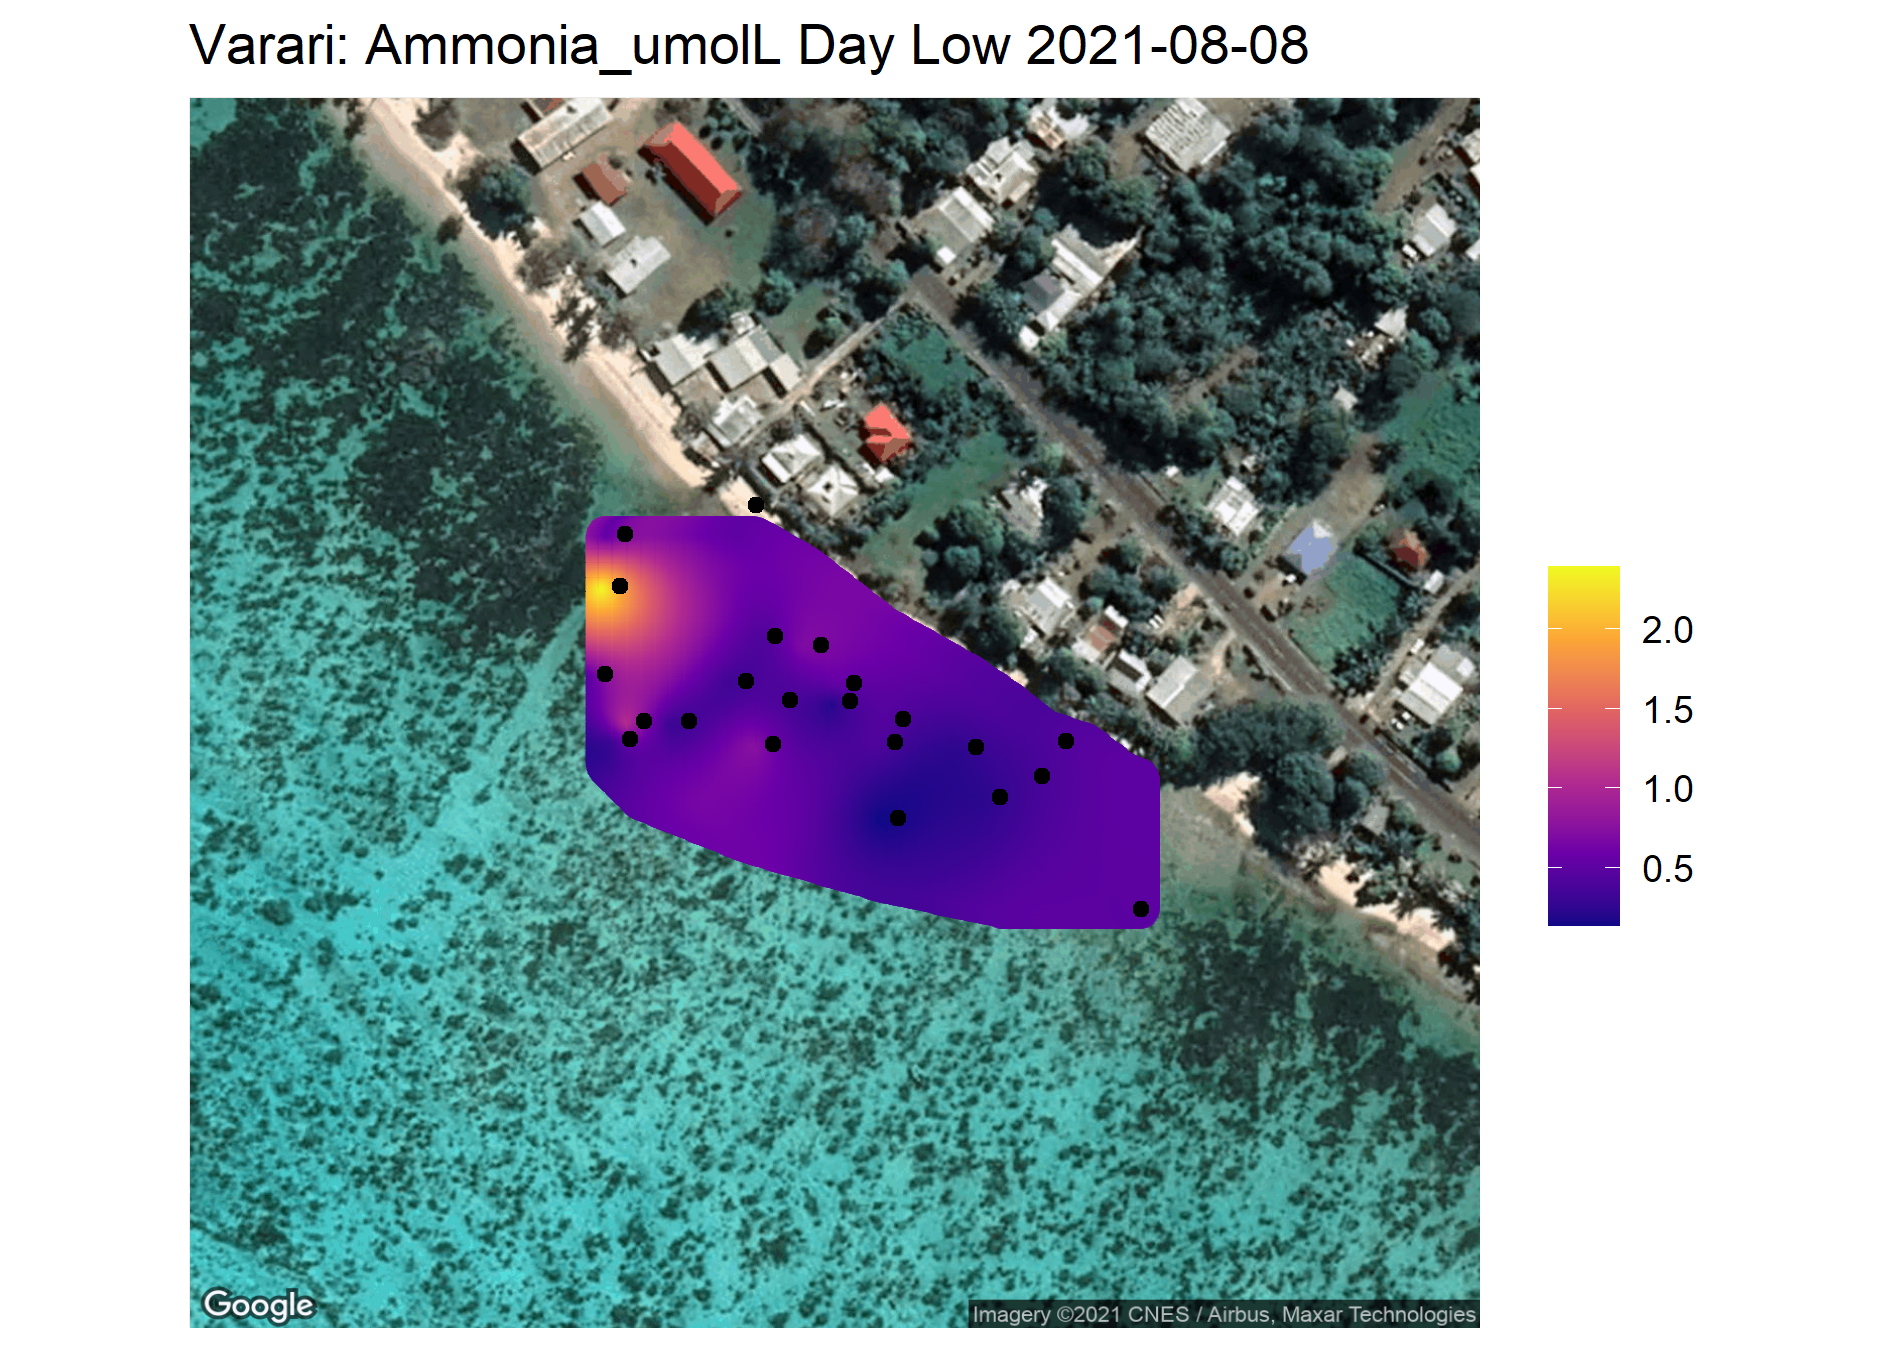 Varari: Ammonia_umolL Day Low 2021-08-08
2.0
1.5
1.0
0.5
Google
Imagery ©2021 CNES / Airbus, Maxar Technologies